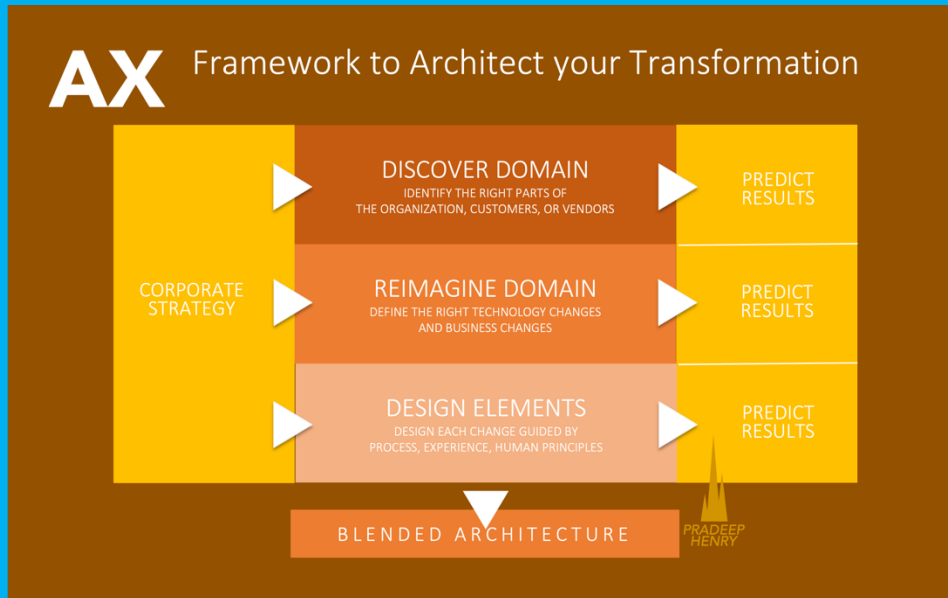 AX Framework to Architect your Transformation
DISCOVER DOMAIN
IDENTIFY THE RIGHT PARTS OF
THE ORGANIZATION, CUSTOMERS, OR VENDORS
PREDICT
RESULTS
CORPORATE
STRATEGY
REIMAGINE DOMAIN
DEFINE THE RIGHT TECHNOLOGY CHANGES
AND BUSINESS CHANGES
PREDICT
RESULTS
DESIGN ELEMENTS
DESIGN EACH CHANGE GUIDED BY
PROCESS, EXPERIENCE, HUMAN PRINCIPLES
PREDICT
RESULTS
BLENDED ARCHITECTURE
PRADEEP
HENRY